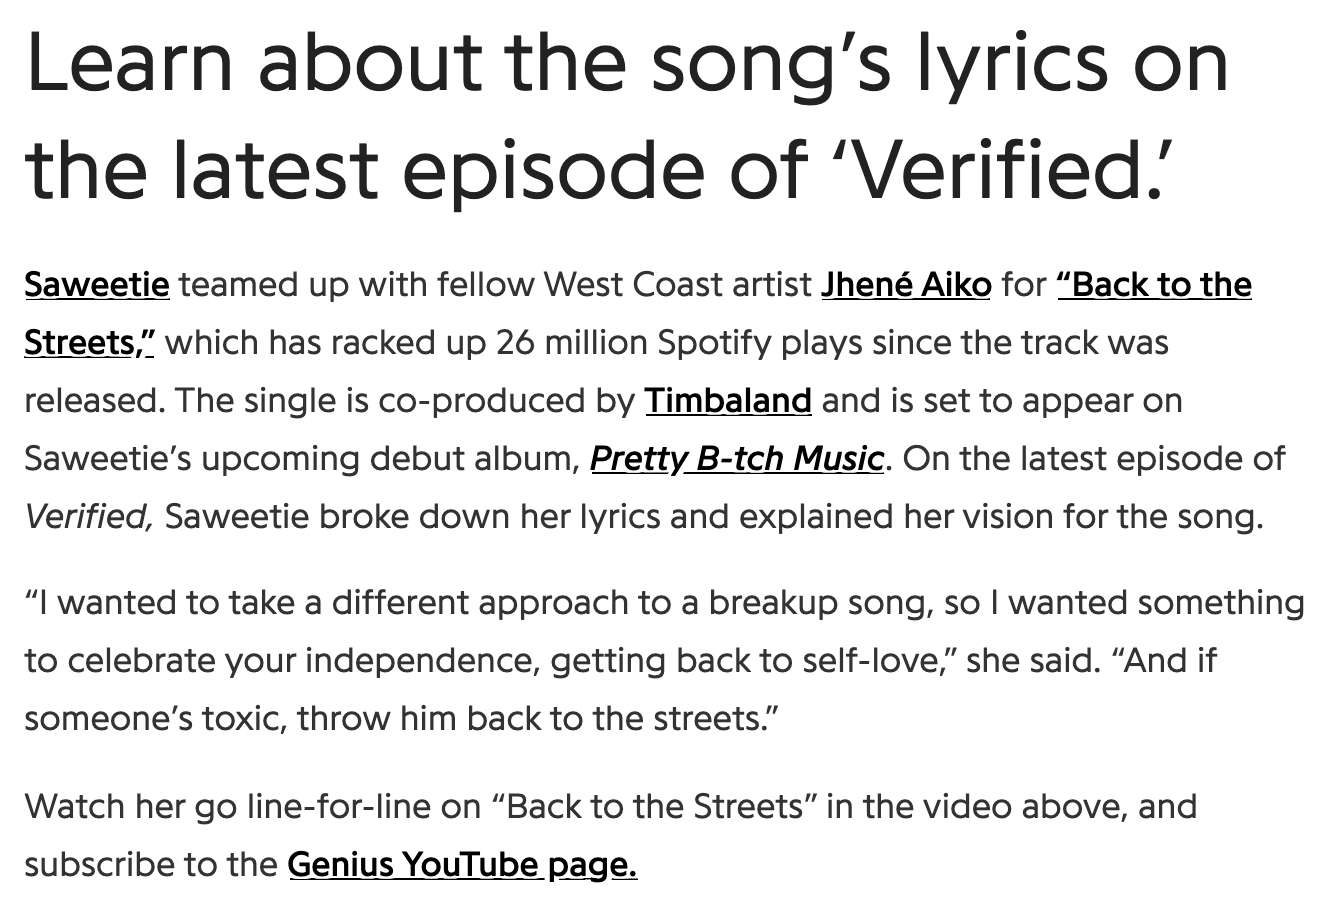 Learn about the song’s lyrics on
the latest episode of ‘Verified.’
Saweetie teamed up with fellow West Coast artist Jhené Aiko for “Back to the
Streets,” which has racked up 26 million Spotify plays since the track was
released. The single is co-produced by Timbaland and is set to appear on
Saweetie’s upcoming debut album, Pretty B-tch Music. On the latest episode of
Verified, Saweetie broke down her lyrics and explained her vision for the song.
“I wanted to take a different approach to a breakup song, so I wanted something
to celebrate your independence, getting back to self-love,” she said. “And if
someone’s toxic, throw him back to the streets.”
Watch her go line-for-line on “Back to the Streets” in the video above, and
subscribe to the Genius YouTube page.